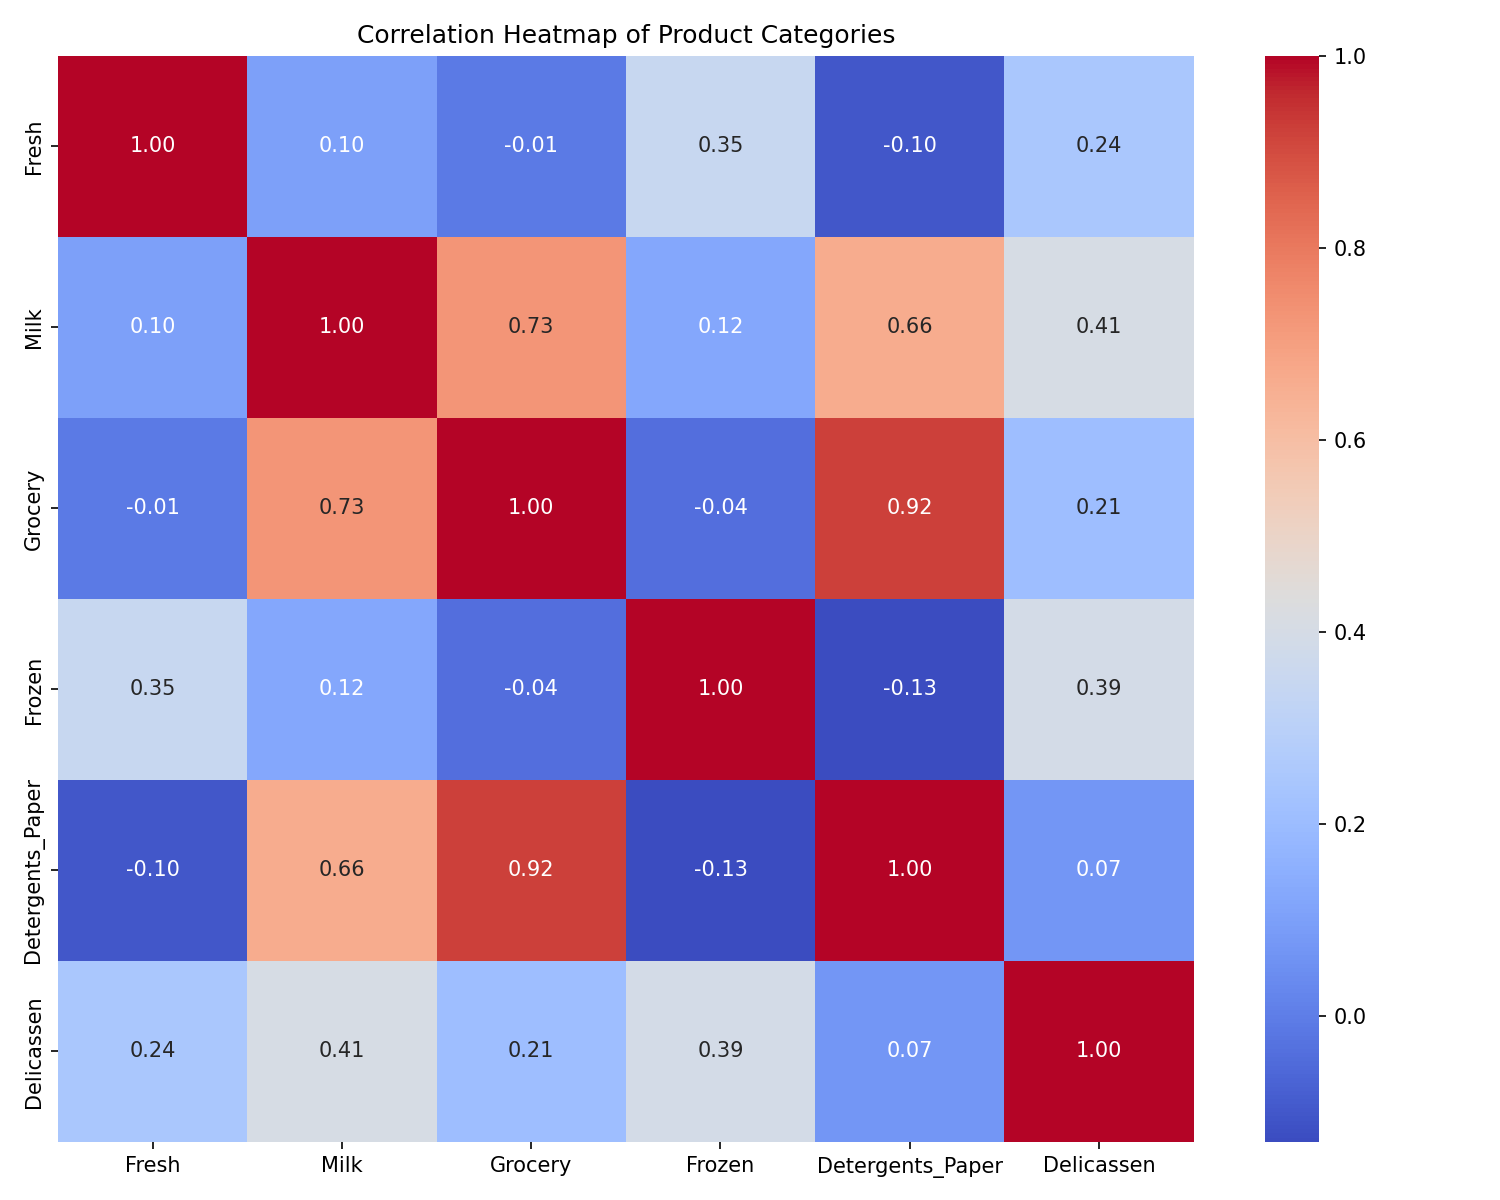 Correlation Heatmap of Product Categories
Fresh 1.00 0.10 -0.01 0.35 -0.10 0.24
Milk 0.10 1.00 0.73 0.12 0.66 0.41
Grocery -0.01 0.73 1.00 -0.04 0.92 0.21
Frozen 0.35 0.12 -0.04 1.00 -0.13 0.39
Detergents_Paper -0.10 0.66 0.92 -0.13 1.00 0.07
Delicassen 0.24 0.41 0.21 0.39 0.07 1.00
Fresh Milk Grocery Frozen Detergents_Paper Delicassen
1.0
0.8
0.6
0.4
0.2
0.0